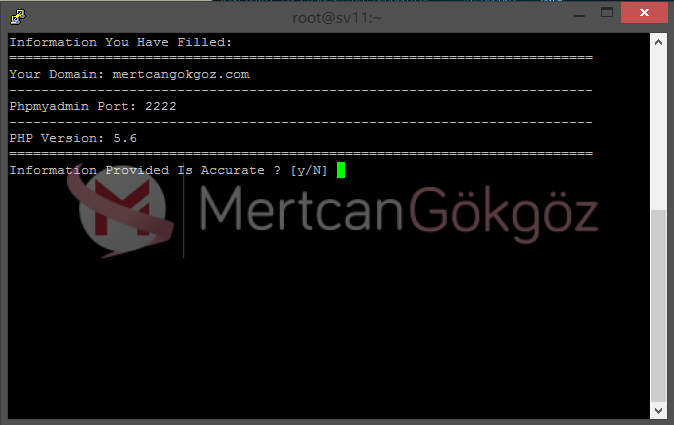 root@sv11:~
Information You Have Filled:
===========================================================================
Your Domain: mertcangokgoz.com
---------------------------------------------------------------------------
Phpmyadmin Port: 2222
---------------------------------------------------------------------------
PHP Version: 5.6
===========================================================================
Information Provided Is Accurate ? [y/N]
M
MertcanGökgöz